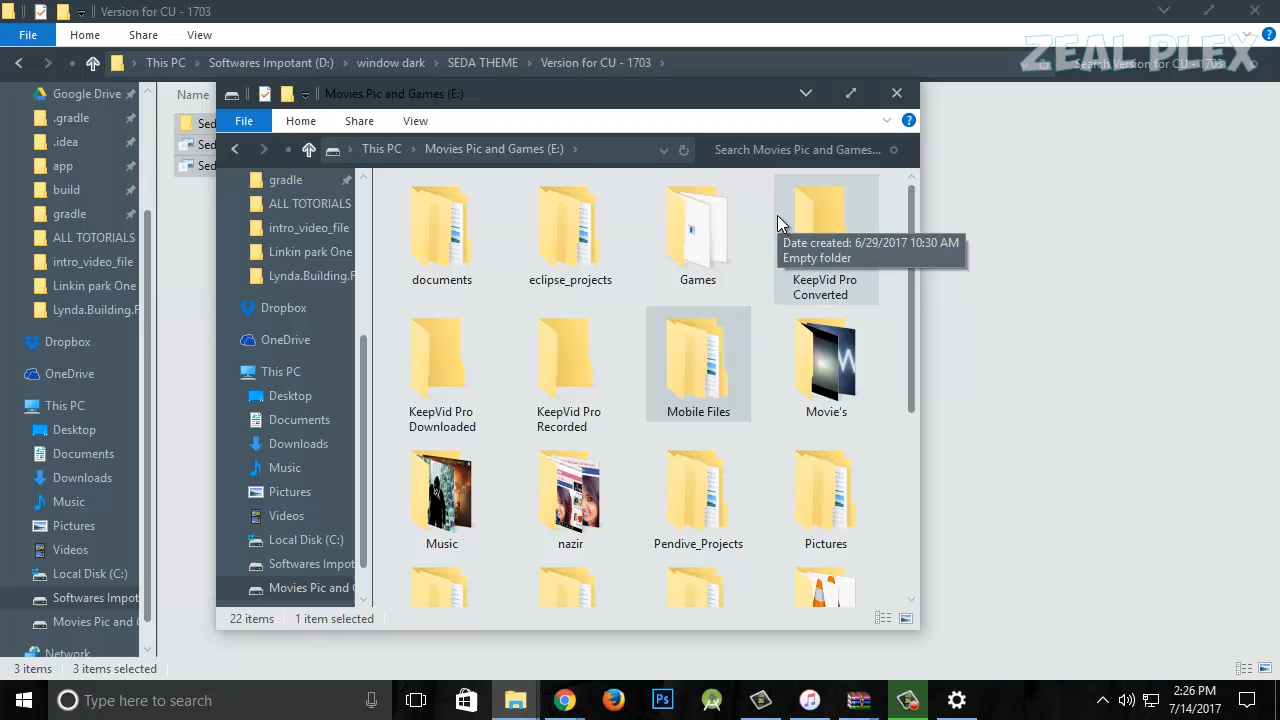 Version for CU - 1703
File Home Share View
This PC Softwares Impotant (D:) window dark SEDA THEME Version for CU - 1703
Search Version for CU - 1703
ZEAL PLEX
Google Drive
.gradle
.idea
app
build
gradle
ALL TUTORIALS
intro_video_file
Linkin park One
Lynda.Building.F
Dropbox
OneDrive
This PC
Desktop
Documents
Downloads
Music
Pictures
Videos
Local Disk (C:)
Softwares Impot
Movies Pic and (
Network
Name
Sed
Sed
Sed
3 items 3 items selected
Movies Pic and Games (E:)
File Home Share View
This PC Movies Pic and Games (E:)
Search Movies Pic and Games...
gradle
ALL TOTORIALS
intro_video_file
Linkin park One
Lynda.Building.F
Dropbox
OneDrive
This PC
Desktop
Documents
Downloads
Music
Pictures
Videos
Local Disk (C:)
Softwares Impot
Movies Pic and G
documents
eclipse_projects
Games
KeepVid Pro
Converted
Date created: 6/29/2017 10:30 AM
Empty folder
KeepVid Pro
Downloaded
KeepVid Pro
Recorded
Mobile Files
Movie's
Music
nazir
Pendive_Projects
Pictures
22 items 1 item selected
Type here to search
Ps
2:26 PM
7/14/2017